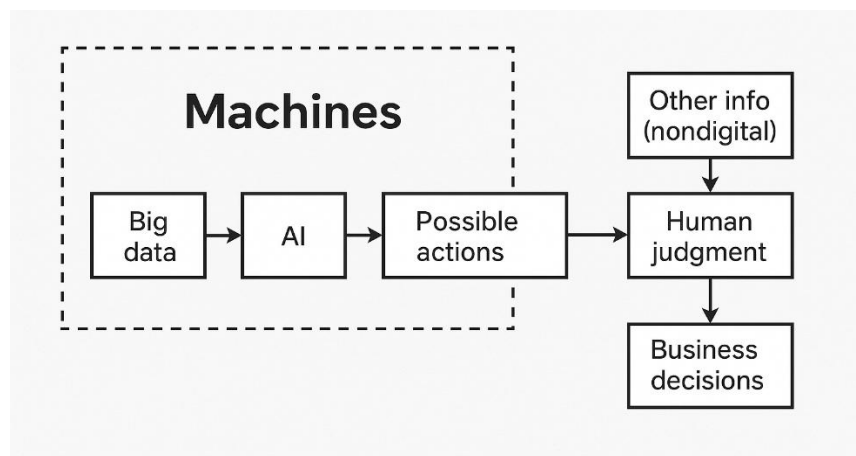 Machines
Big
data
AI
Possible
actions
Other info
(nondigital)
Human
judgment
Business
decisions